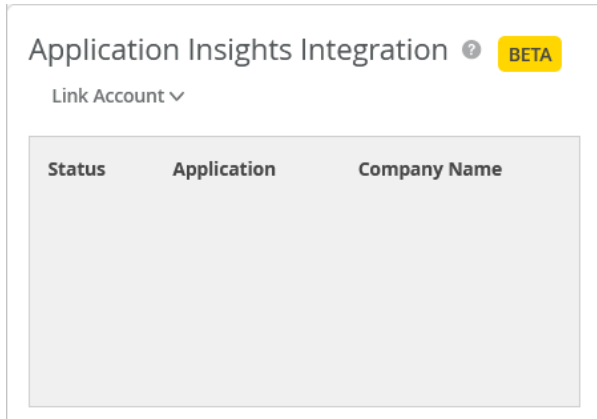 Application Insights Integration ? BETA
Link Account
Status Application Company Name